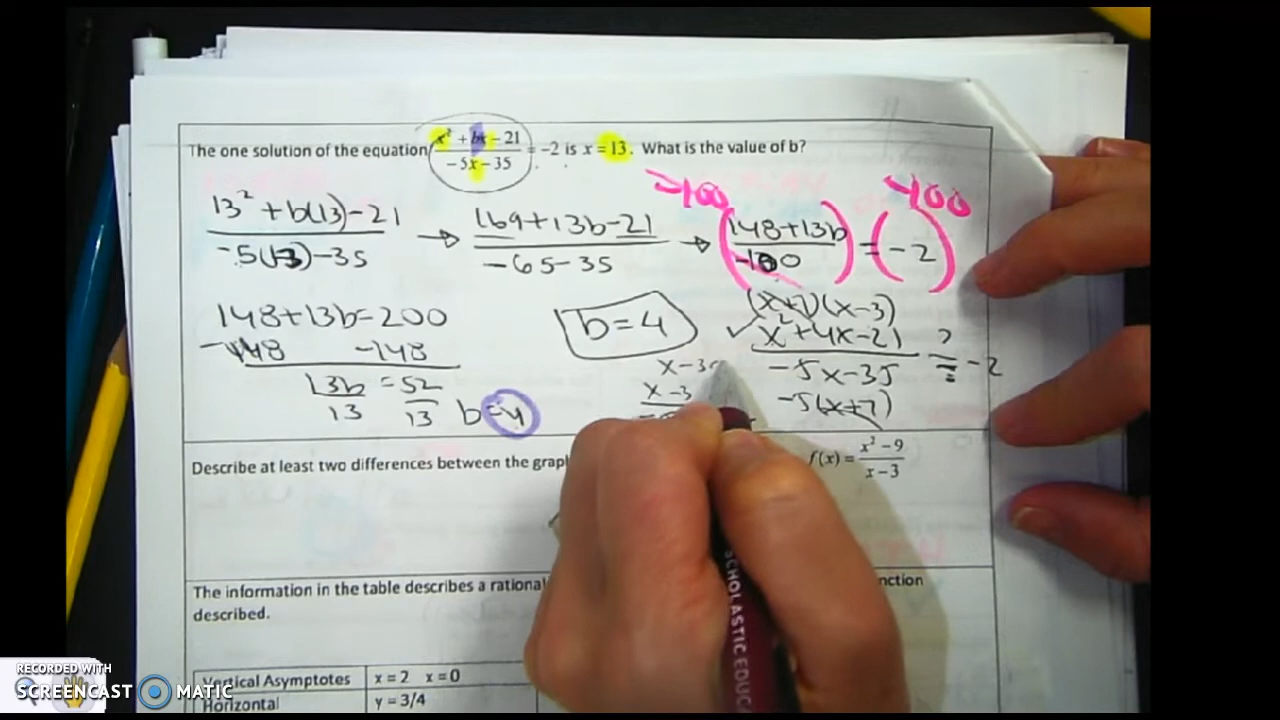 The one solution of the equation (x² + bx - 21)/(-5x - 35) = -2 is x = 13. What is the value of b?
-100 -100
13² + b(13) - 21 / -5(13) - 35 → 169 + 13b - 21 / -65 - 35 → (148 + 13b / -100) = (-2)
148 + 13b = 200
-148 -148
13b = 52
13 13 b = 4
b = 4
(x+7)(x-3)
✓ x² + 4x - 21 / -5x - 35 ?= -2
-5(x+7)
x - 3
x - 3
Describe at least two differences between the f(x) = (x² - 9)/(x - 3)
The information in the table describes a rational
described.
Vertical Asymptotes x = 2 x = 0
Horizontal y = 3/4
SCHOLASTIC
RECORDED WITH
SCREENCAST MATIC